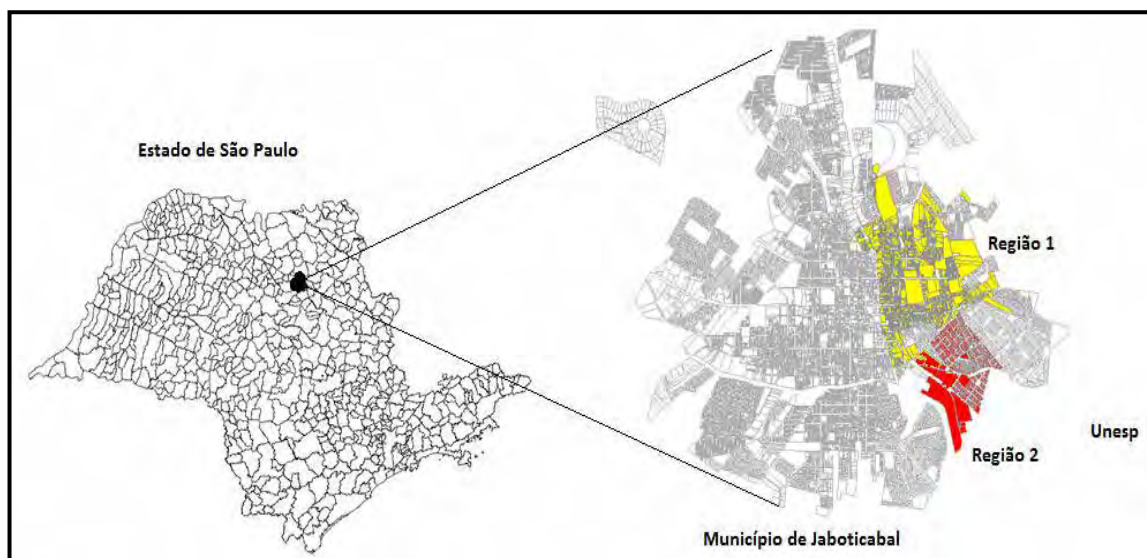 Estado de São Paulo
Região 1
Unesp
Região 2
Município de Jaboticabal